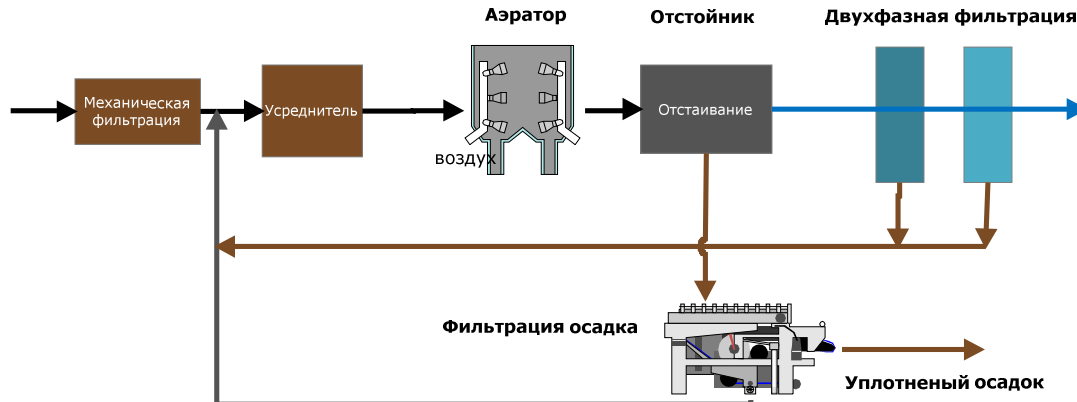 Аэратор
Отстойник
Двухфазная фильтрация
Механическая
фильтрация
Усреднитель
Отстаивание
воздух
Фильтрация осадка
Уплотненый осадок